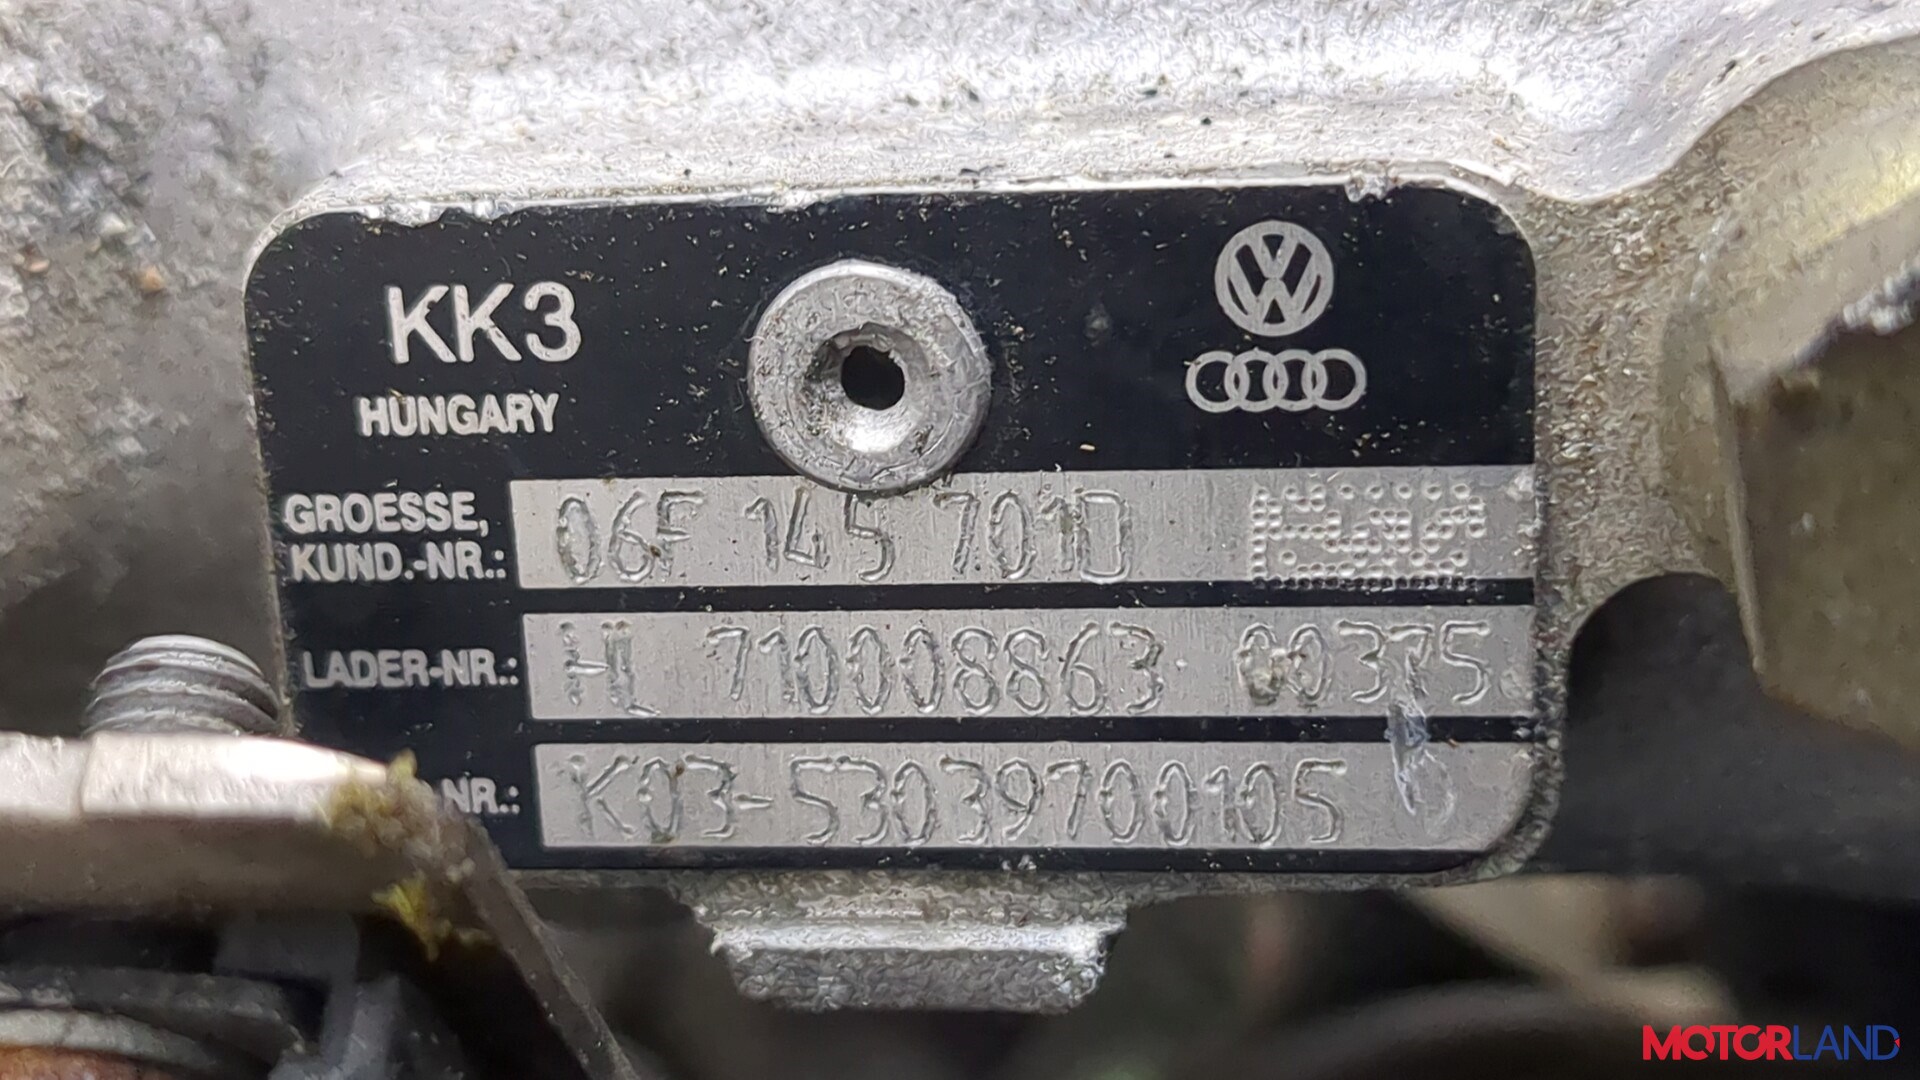 KK3
HUNGARY
GROESSE,
KUND.-NR.: 06F 145 701D
LADER-NR.: HL 710008863 00375
NR.: K03-53039700105
MOTORLAND